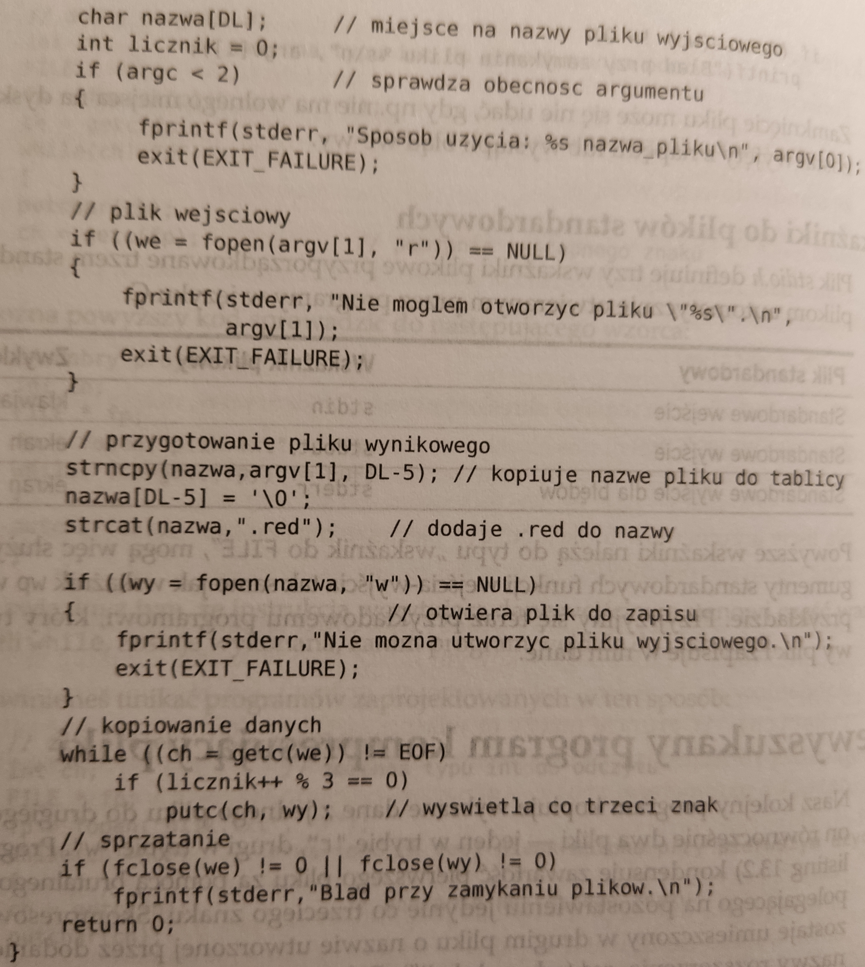 char nazwa[DL];     // miejsce na nazwy pliku wyjsciowego
int licznik = 0;
if (argc < 2)       // sprawdza obecnosc argumentu
{
    fprintf(stderr, "Sposob uzycia: %s nazwa_pliku\n", argv[0]);
    exit(EXIT_FAILURE);
}
// plik wejsciowy
if ((we = fopen(argv[1], "r")) == NULL)
{
    fprintf(stderr, "Nie moglem otworzyc pliku \"%s\".\n",
            argv[1]);
    exit(EXIT_FAILURE);
}
// przygotowanie pliku wynikowego
strncpy(nazwa,argv[1], DL-5); // kopiuje nazwe pliku do tablicy
nazwa[DL-5] = '\0';
strcat(nazwa,".red");    // dodaje .red do nazwy
if ((wy = fopen(nazwa, "w")) == NULL)
{                       // otwiera plik do zapisu
    fprintf(stderr,"Nie mozna utworzyc pliku wyjsciowego.\n");
    exit(EXIT_FAILURE);
}
// kopiowanie danych
while ((ch = getc(we)) != EOF)
    if (licznik++ % 3 == 0)
        putc(ch, wy);    // wyswietla co trzeci znak
// sprzatanie
if (fclose(we) != 0 || fclose(wy) != 0)
    fprintf(stderr,"Blad przy zamykaniu plikow.\n");
return 0;
}